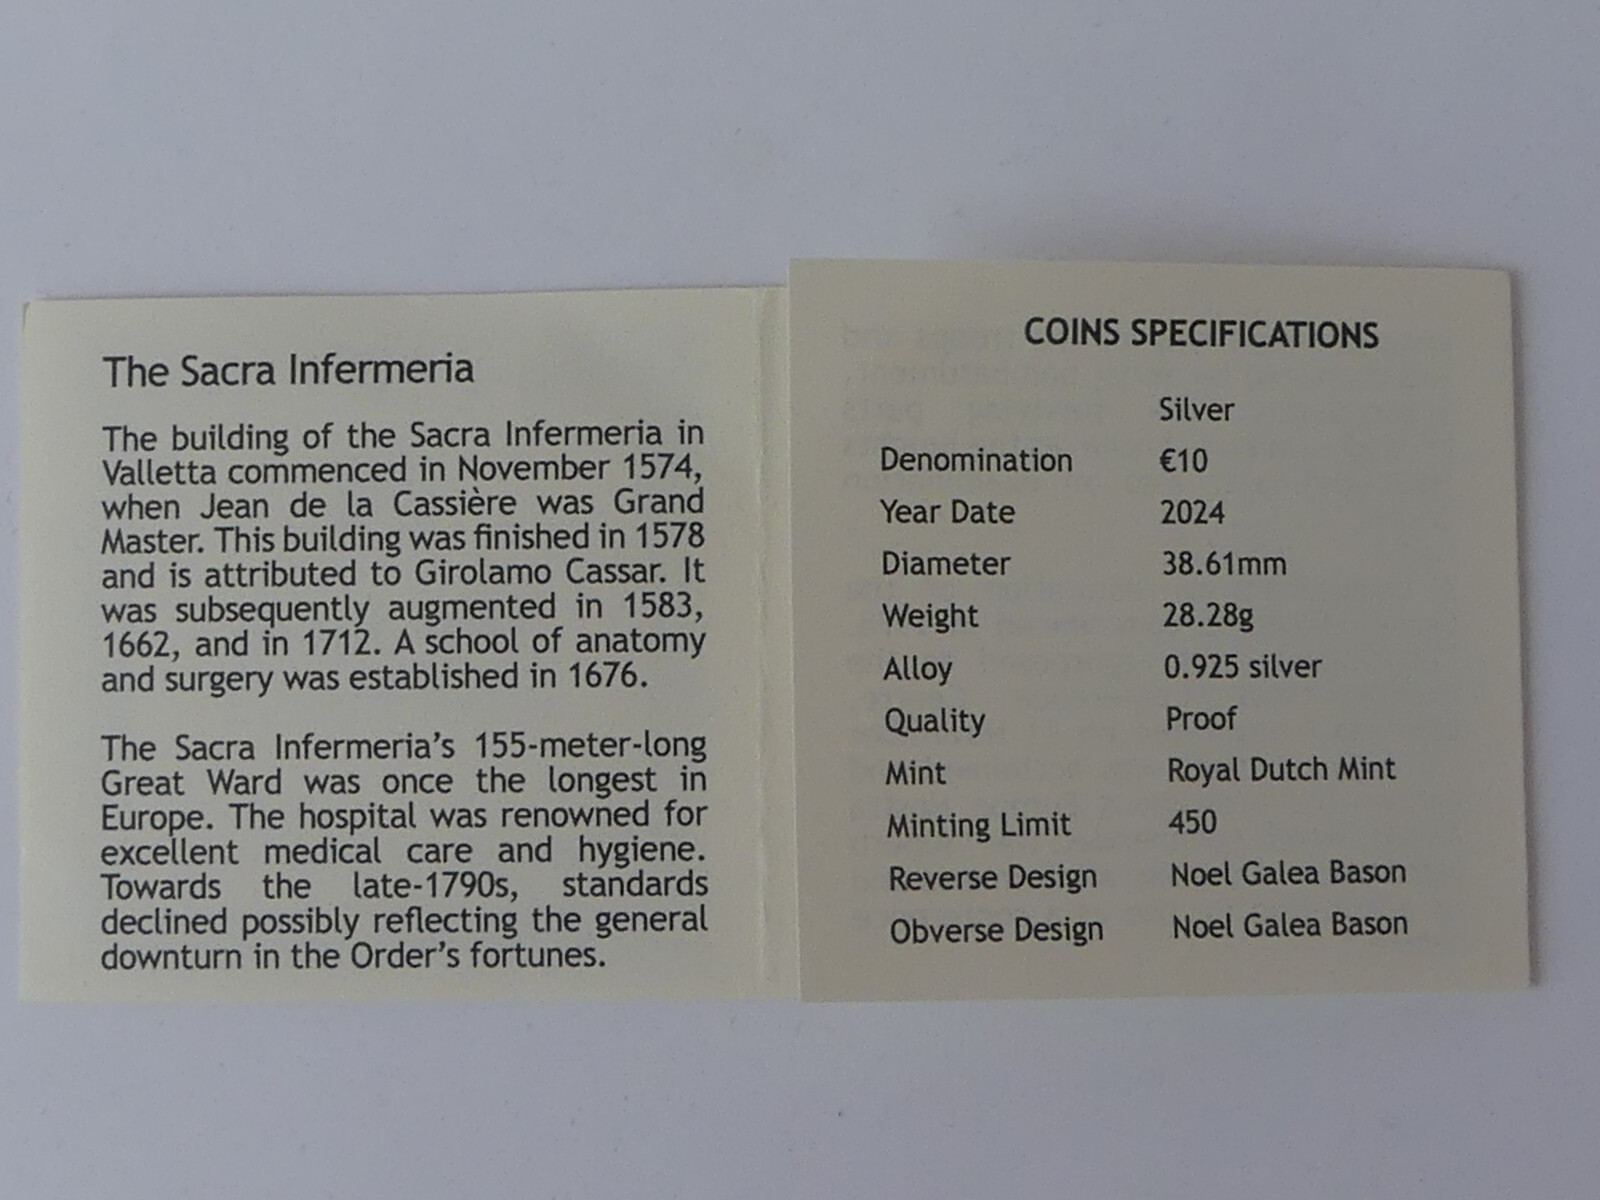 The Sacra Infermeria
The building of the Sacra Infermeria in
Valletta commenced in November 1574,
when Jean de la Cassière was Grand
Master. This building was finished in 1578
and is attributed to Girolamo Cassar. It
was subsequently augmented in 1583,
1662, and in 1712. A school of anatomy
and surgery was established in 1676.
The Sacra Infermeria's 155-meter-long
Great Ward was once the longest in
Europe. The hospital was renowned for
excellent medical care and hygiene.
Towards the late-1790s, standards
declined possibly reflecting the general
downturn in the Order's fortunes.
COINS SPECIFICATIONS
Silver
Denomination €10
Year Date 2024
Diameter 38.61mm
Weight 28.28g
Alloy 0.925 silver
Quality Proof
Mint Royal Dutch Mint
Minting Limit 450
Reverse Design Noel Galea Bason
Obverse Design Noel Galea Bason